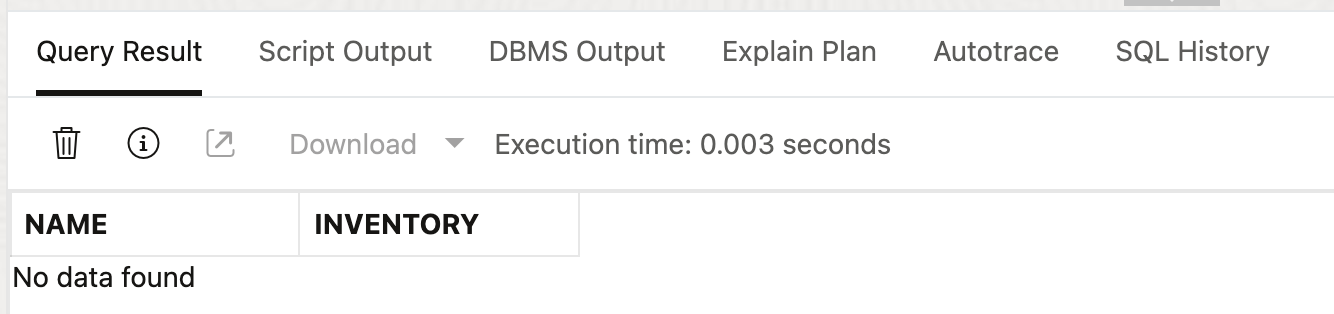 Query Result Script Output DBMS Output Explain Plan Autotrace SQL History
Download Execution time: 0.003 seconds
NAME INVENTORY
No data found